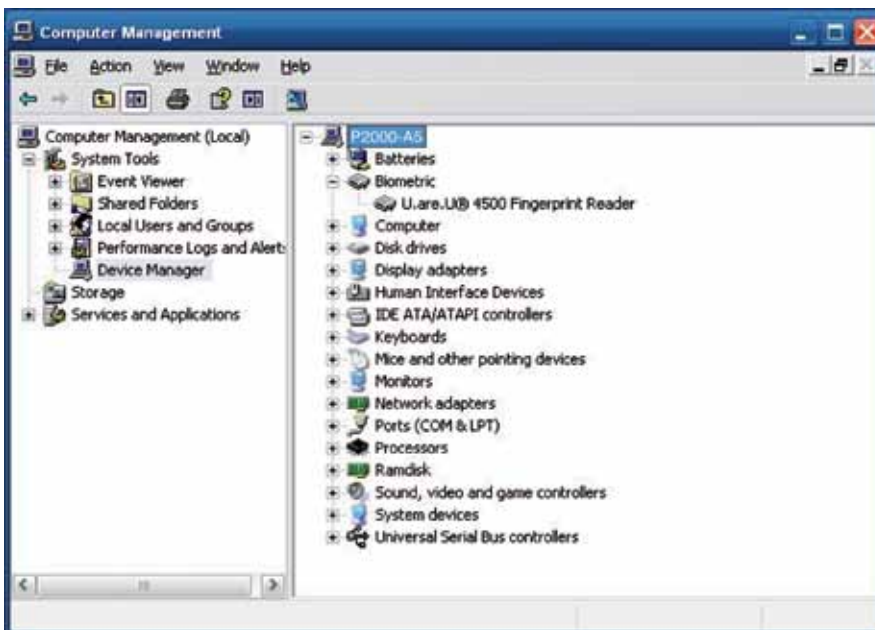 Computer Management
File Action View Window Help
Computer Management (Local)
System Tools
Event Viewer
Shared Folders
Local Users and Groups
Performance Logs and Alert
Device Manager
Storage
Services and Applications
P2000-A5
Batteries
Biometric
U.are.U® 4500 Fingerprint Reader
Computer
Disk drives
Display adapters
Human Interface Devices
IDE ATA/ATAPI controllers
Keyboards
Mice and other pointing devices
Monitors
Network adapters
Ports (COM & LPT)
Processors
Ramdisk
Sound, video and game controllers
System devices
Universal Serial Bus controllers